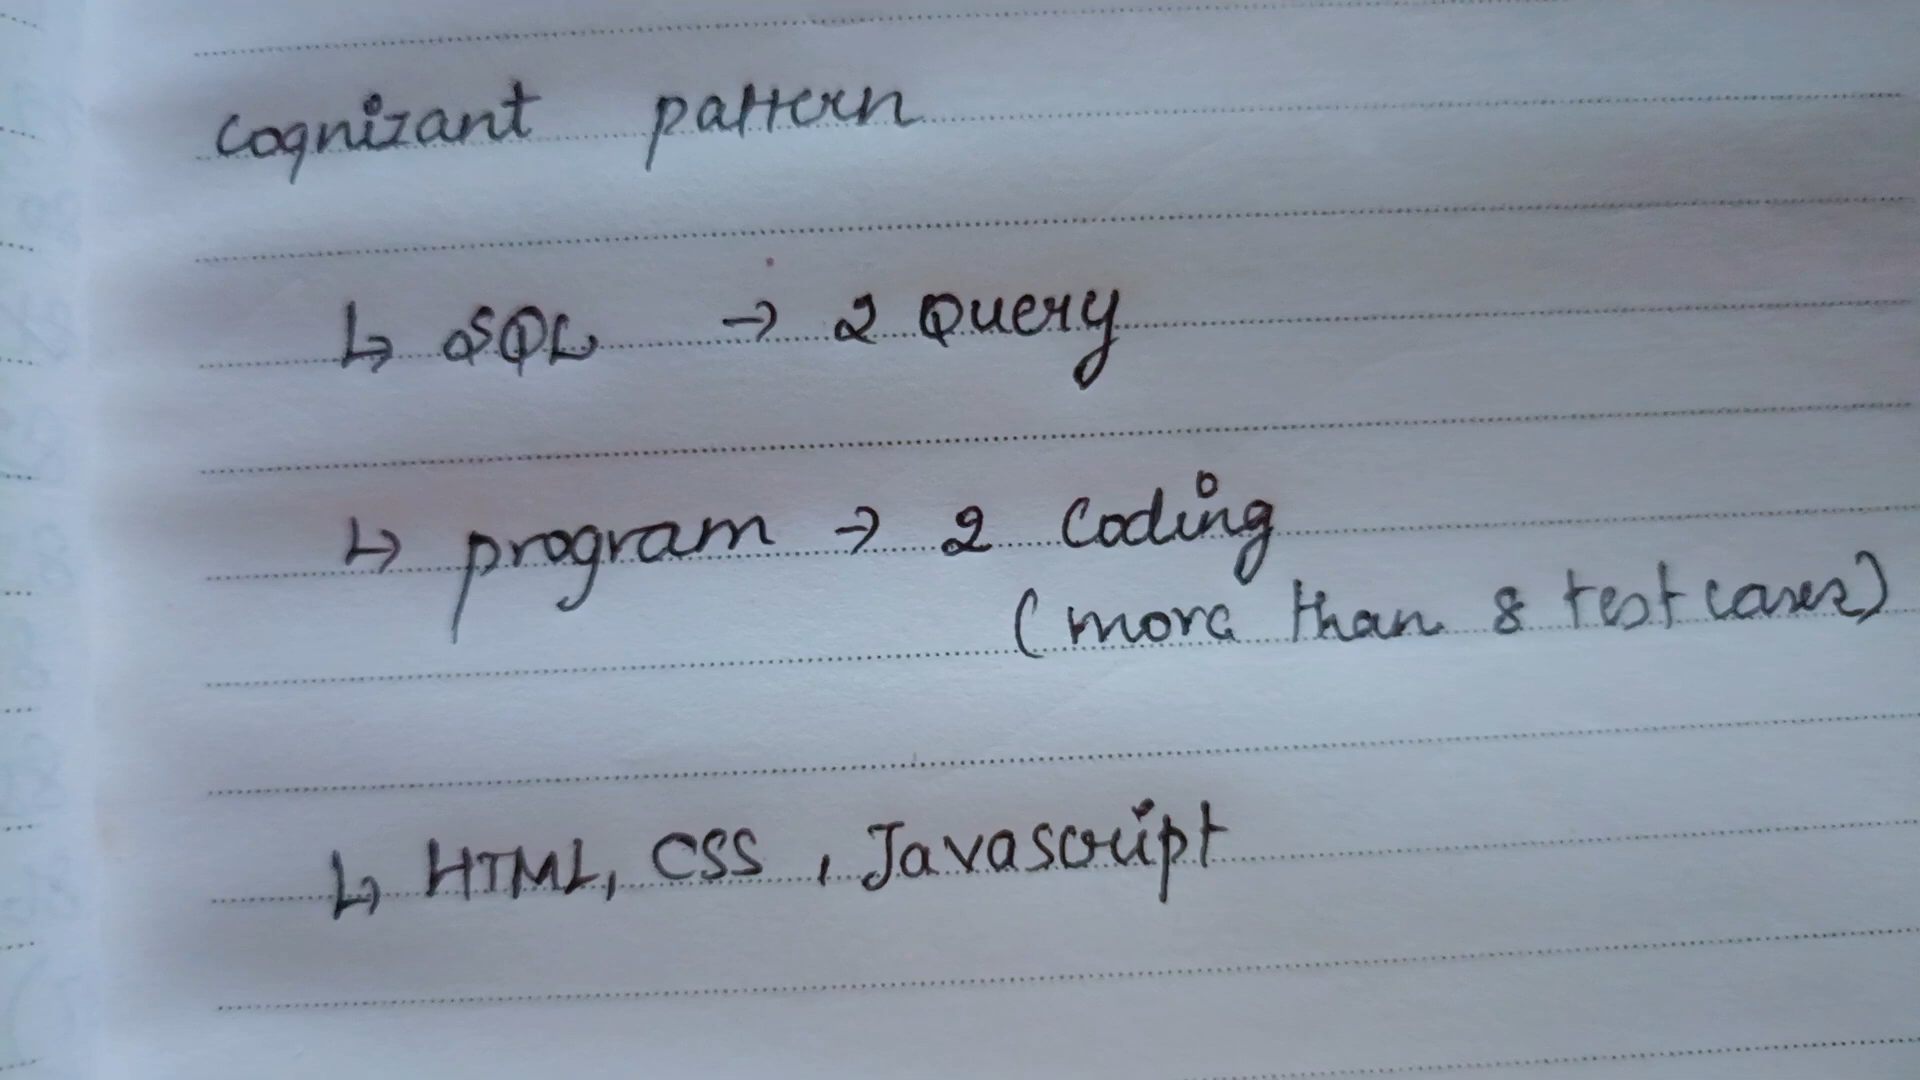 Cognizant pattern
↳ SQL → 2 Query
↳ program → 2 Coding
(more than 8 test cases)
↳ HTML, CSS, Javascript